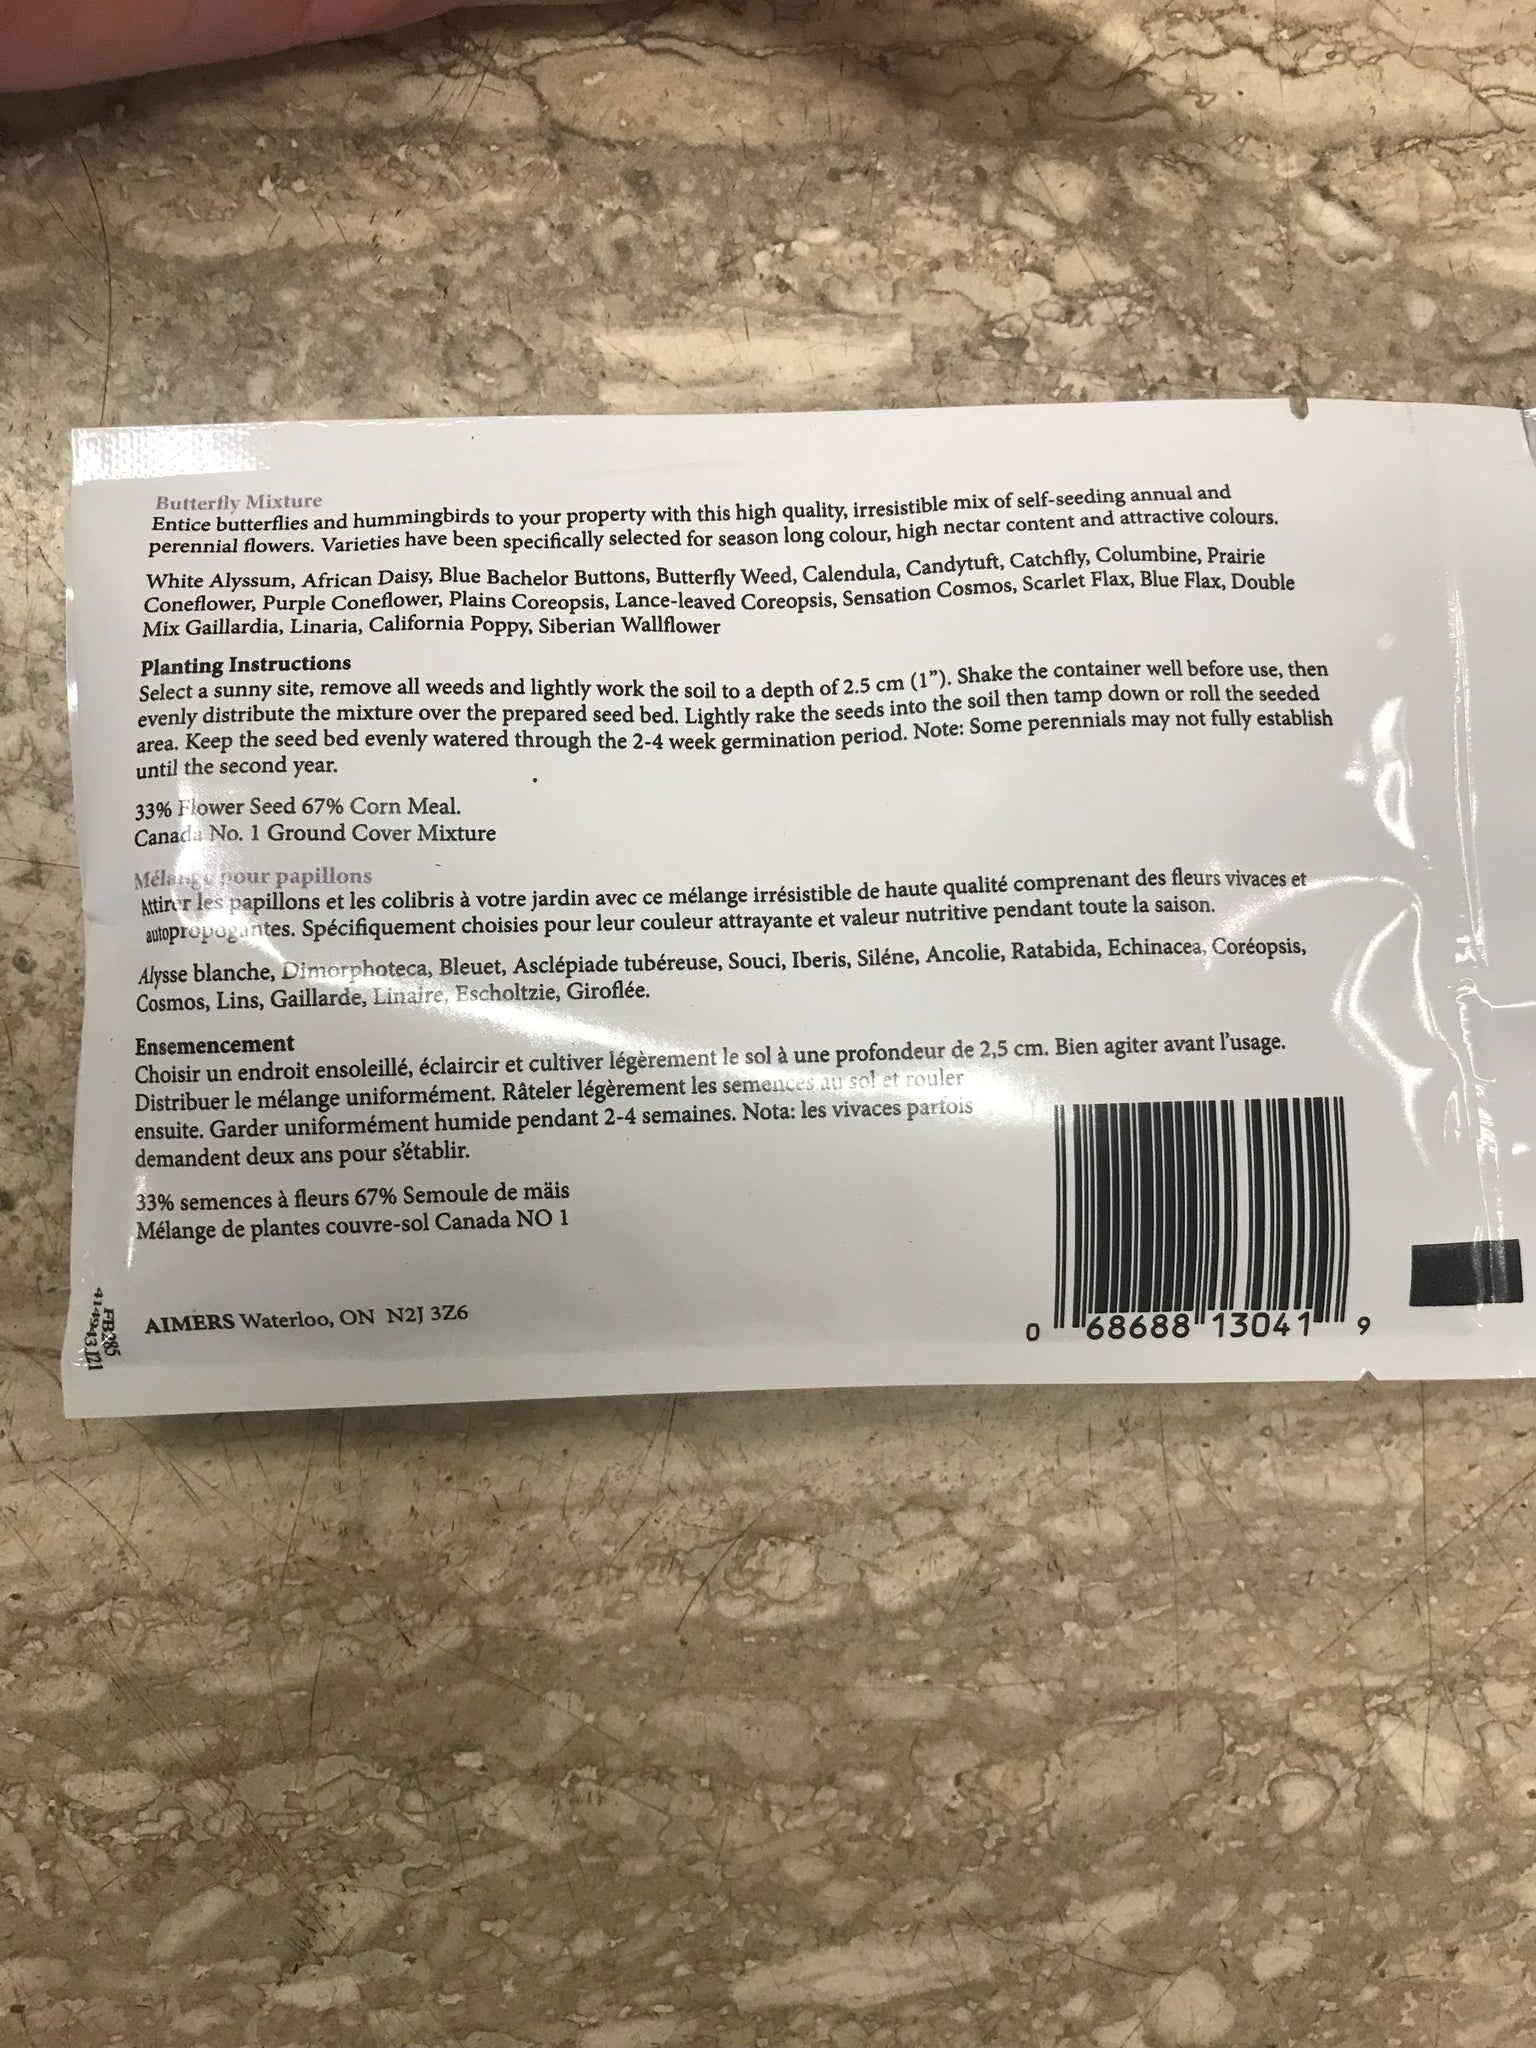 Butterfly Mixture
Entice butterflies and hummingbirds to your property with this high quality, irresistible mix of self-seeding annual and
perennial flowers. Varieties have been specifically selected for season long colour, high nectar content and attractive colours.
White Alyssum, African Daisy, Blue Bachelor Buttons, Butterfly Weed, Calendula, Candytuft, Catchfly, Columbine, Prairie
Coneflower, Purple Coneflower, Plains Coreopsis, Lance-leaved Coreopsis, Sensation Cosmos, Scarlet Flax, Blue Flax, Double
Mix Gaillardia, Linaria, California Poppy, Siberian Wallflower
Planting Instructions
Select a sunny site, remove all weeds and lightly work the soil to a depth of 2.5 cm (1”). Shake the container well before use, then
evenly distribute the mixture over the prepared seed bed. Lightly rake the seeds into the soil then tamp down or roll the seeded
area. Keep the seed bed evenly watered through the 2-4 week germination period. Note: Some perennials may not fully establish
until the second year.
33% Flower Seed 67% Corn Meal.
Canada No. 1 Ground Cover Mixture
Mélange pour papillons
Attirer les papillons et les colibris à votre jardin avec ce mélange irrésistible de haute qualité comprenant des fleurs vivaces et
autopropogantes. Spécifiquement choisies pour leur couleur attrayante et valeur nutritive pendant toute la saison.
Alysse blanche, Dimorphoteca, Bleuet, Asclépiade tubéreuse, Souci, Iberis, Siléne, Ancolie, Ratabida, Echinacea, Coréopsis,
Cosmos, Lins, Gaillarde, Linaire, Escholtzie, Giroflée.
Ensemencement
Choisir un endroit ensoleillé, éclaircir et cultiver légèrement le sol à une profondeur de 2,5 cm. Bien agiter avant l’usage.
Distribuer le mélange uniformément. Râteler légèrement les semences au sol et rouler
ensuite. Garder uniformément humide pendant 2-4 semaines. Nota: les vivaces parfois
demandent deux ans pour s’établir.
33% semences à fleurs 67% Semoule de mäis
Mélange de plantes couvre-sol Canada NO 1
AIMERS Waterloo, ON N2J 3Z6
0 68688 13041 9
FB285